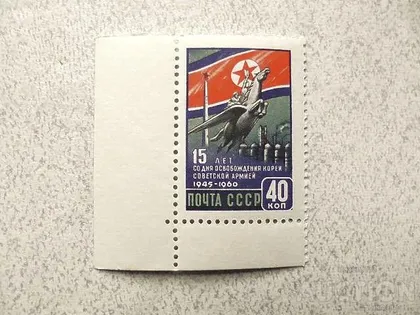 15 ЛЕТ
СО ДНЯ ОСВОБОЖДЕНИЯ КОРЕИ
СОВЕТСКОЙ АРМИЕЙ
1945-1960
ПОЧТА СССР
40
КОП